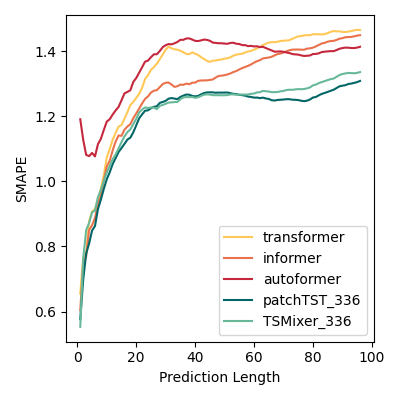 SMAPE
1.4
1.2
1.0
0.8
0.6
transformer
informer
autoformer
patchTST_336
TSMixer_336
0 20 40 60 80 100
Prediction Length